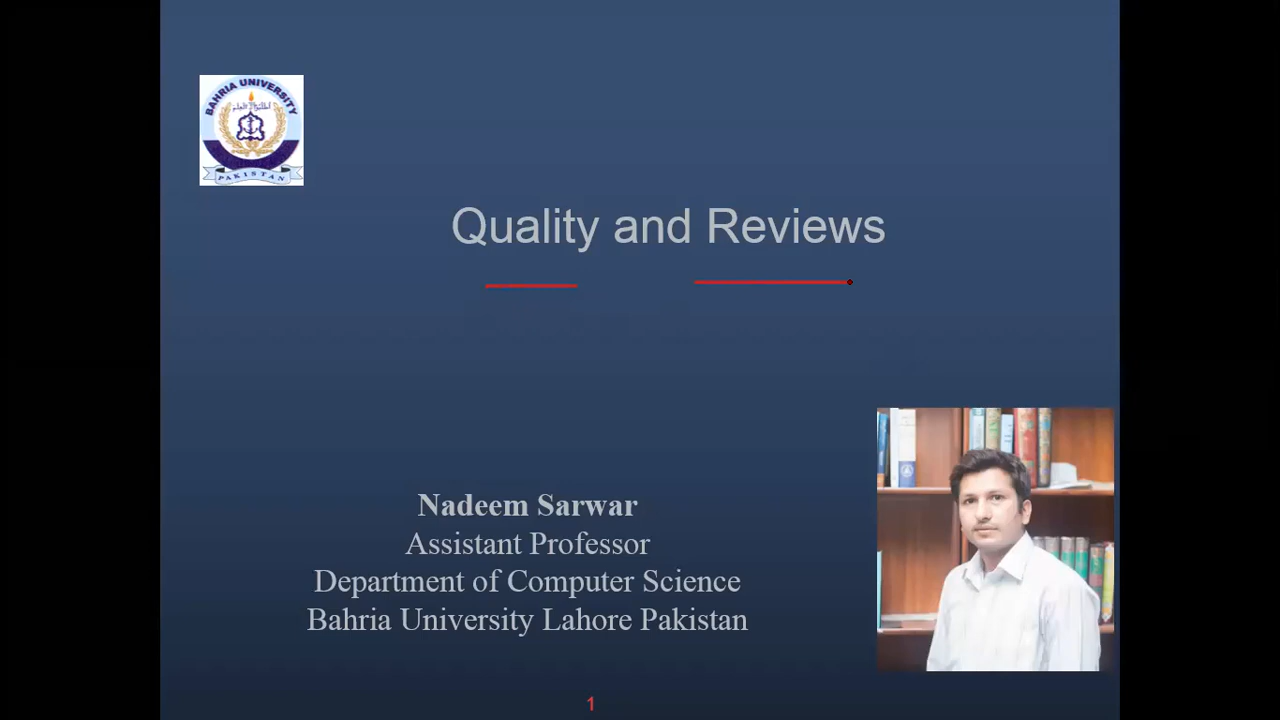 BAHRIA UNIVERSITY
PAKISTAN
Quality and Reviews
Nadeem Sarwar
Assistant Professor
Department of Computer Science
Bahria University Lahore Pakistan
1